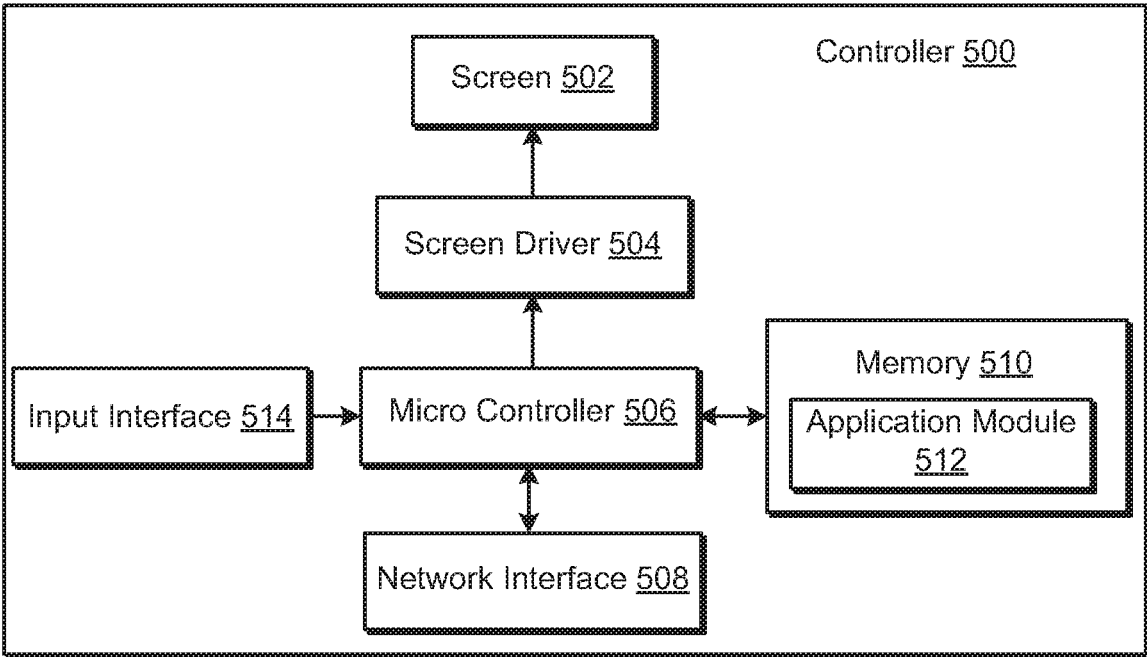 Controller 500
Screen 502
Screen Driver 504
Memory 510
Input Interface 514
Micro Controller 506
Application Module
512
Network Interface 508